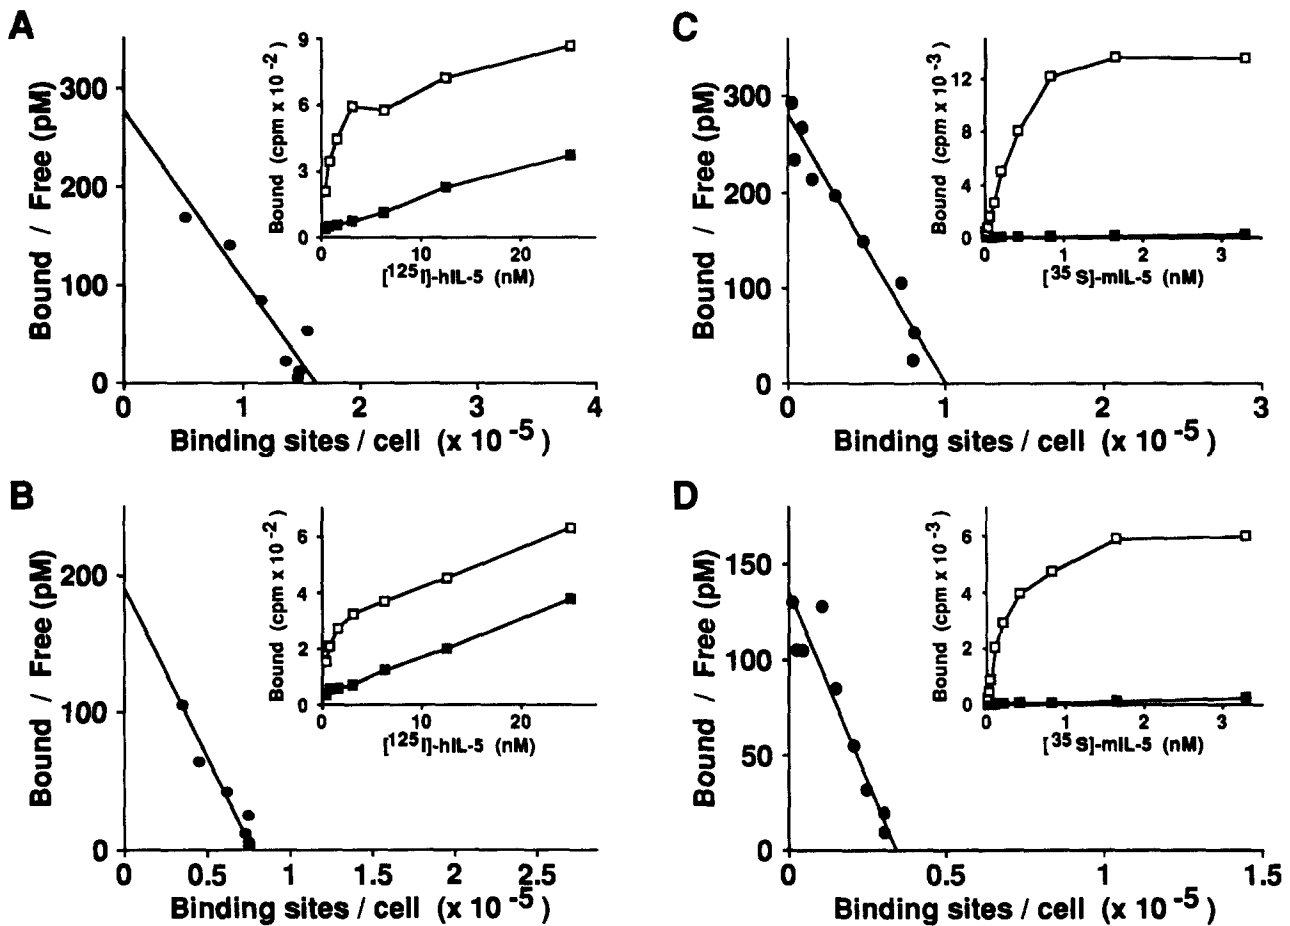 A
300
200
100
0
Bound / Free (pM)
0 1 2 3 4
Binding sites / cell (x 10 -5 )
9
6
3
0
Bound (cpm x 10 -2 )
0 10 20
[125I]-hIL-5 (nM)
C
300
200
100
0
Bound / Free (pM)
0 1 2 3
Binding sites / cell (x 10 -5 )
12
8
4
0
Bound (cpm x 10 -3 )
0 1 2 3
[35 S]-mIL-5 (nM)
B
200
100
0
Bound / Free (pM)
0 0.5 1 1.5 2 2.5
Binding sites / cell (x 10 -5 )
6
4
2
0
Bound (cpm x 10 -2 )
0 10 20
[125I]-hIL-5 (nM)
D
150
100
50
0
Bound / Free (pM)
0 0.5 1 1.5
Binding sites / cell (x 10 -5 )
6
4
2
0
Bound (cpm x 10 -3 )
0 1 2 3
[35 S]-mIL-5 (nM)